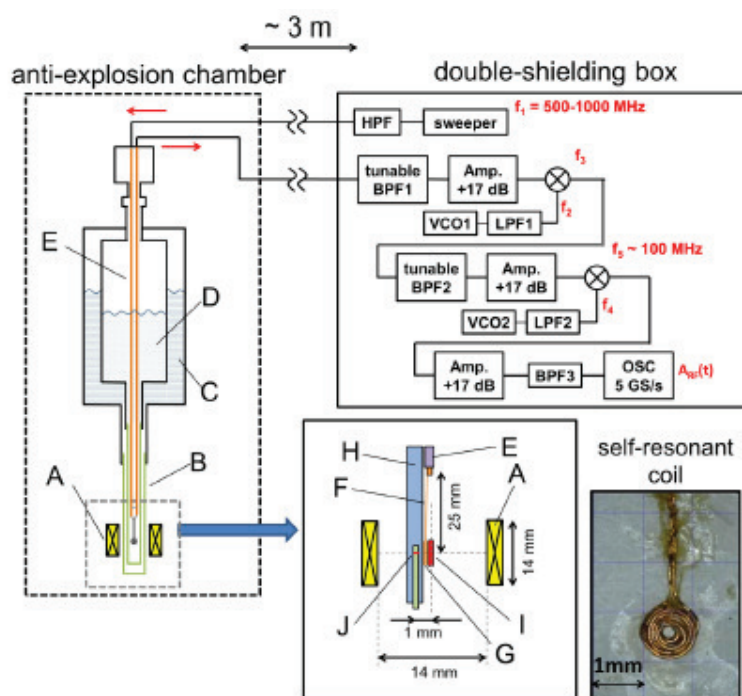 ~ 3 m
anti-explosion chamber
double-shielding box
HPF
sweeper
f1 = 500-1000 MHz
tunable
BPF1
Amp.
+17 dB
f3
VCO1
LPF1
f2
f5 ~ 100 MHz
tunable
BPF2
Amp.
+17 dB
VCO2
LPF2
f4
Amp.
+17 dB
BPF3
OSC
5 GS/s
ARF(t)
E
D
C
B
A
H
E
F
A
25 mm
14 mm
J
1 mm
G
I
14 mm
self-resonant
coil
1mm